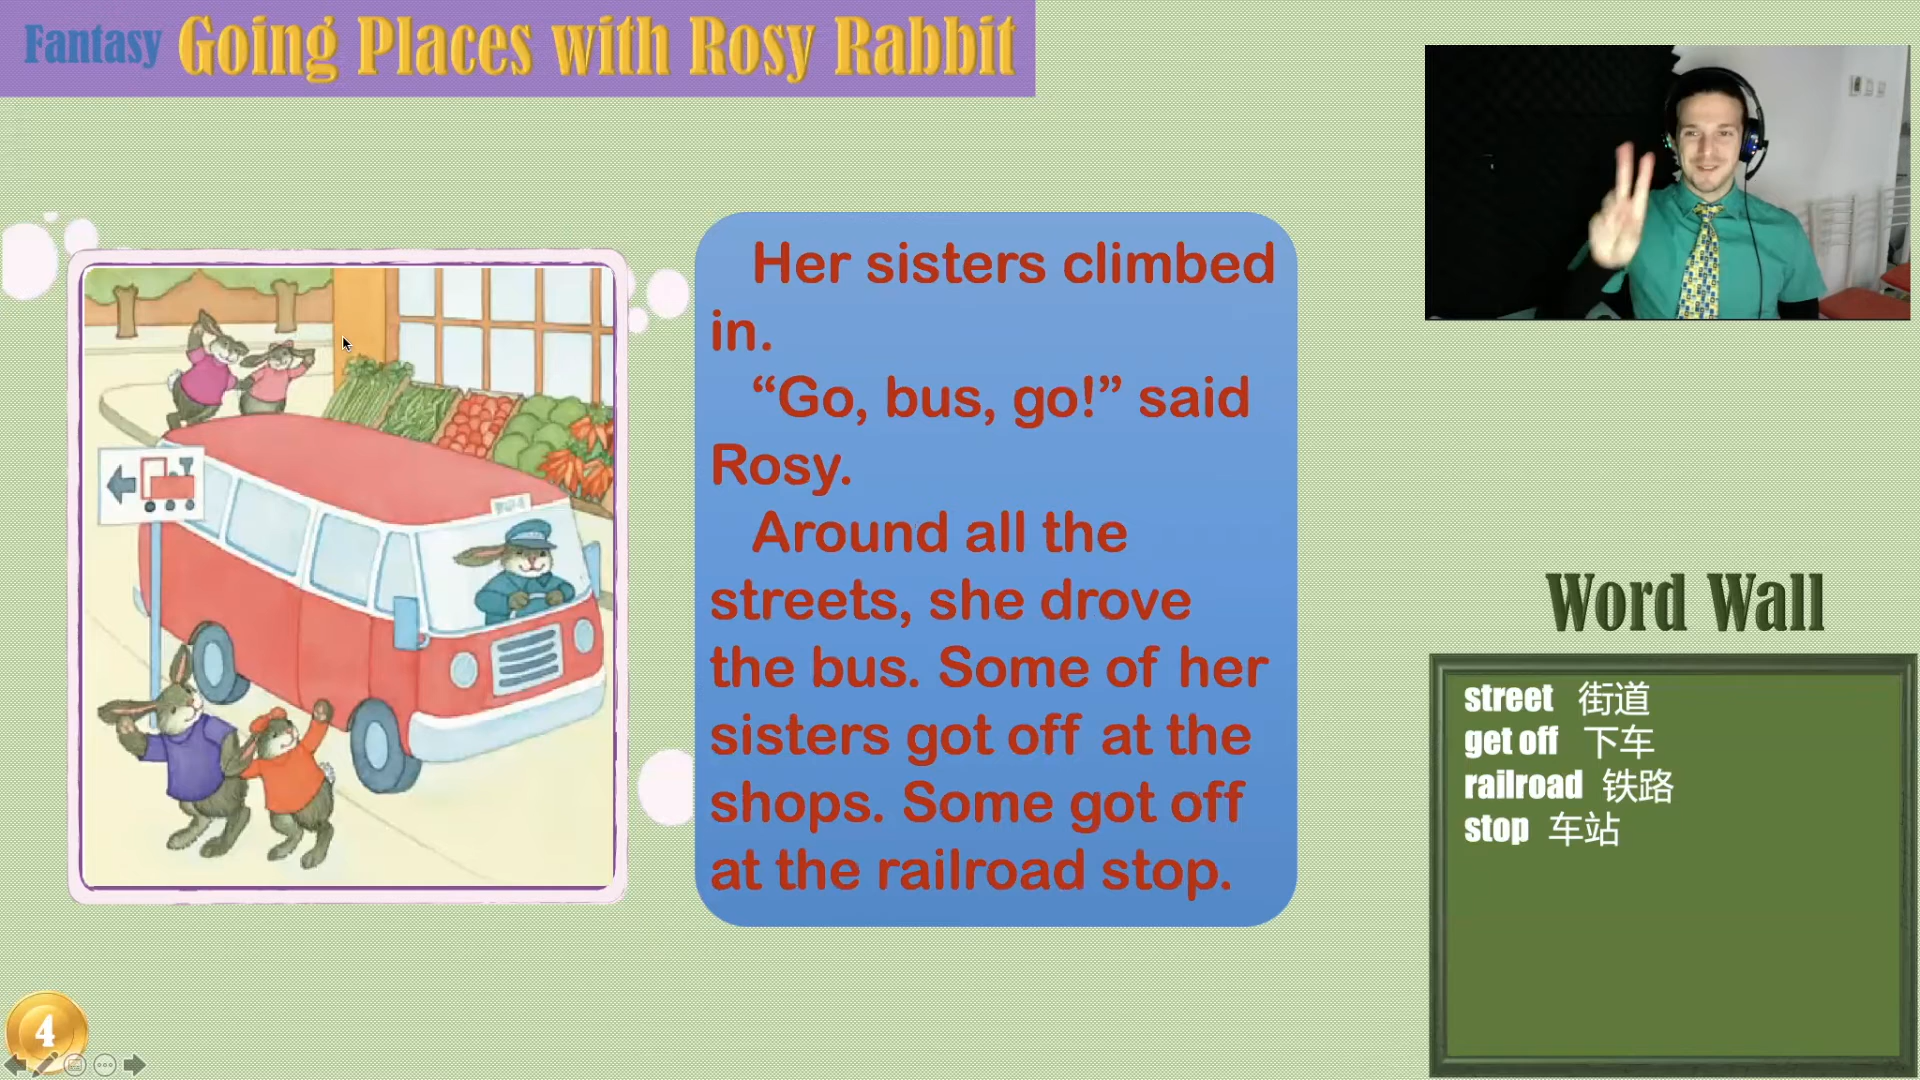 Fantasy Going Places with Rosy Rabbit
Her sisters climbed
in.
“Go, bus, go!” said
Rosy.
Around all the
streets, she drove
the bus. Some of her
sisters got off at the
shops. Some got off
at the railroad stop.
Word Wall
street 街道
get off 下车
railroad 铁路
stop 车站
4